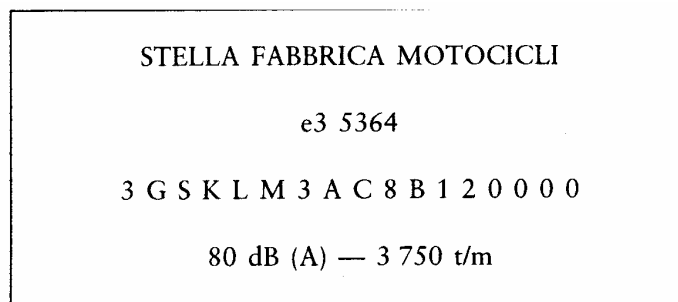 STELLA FABBRICA MOTOCICLI
e3 5364
3 G S K L M 3 A C 8 B 1 2 0 0 0 0
80 dB (A) — 3 750 t/m